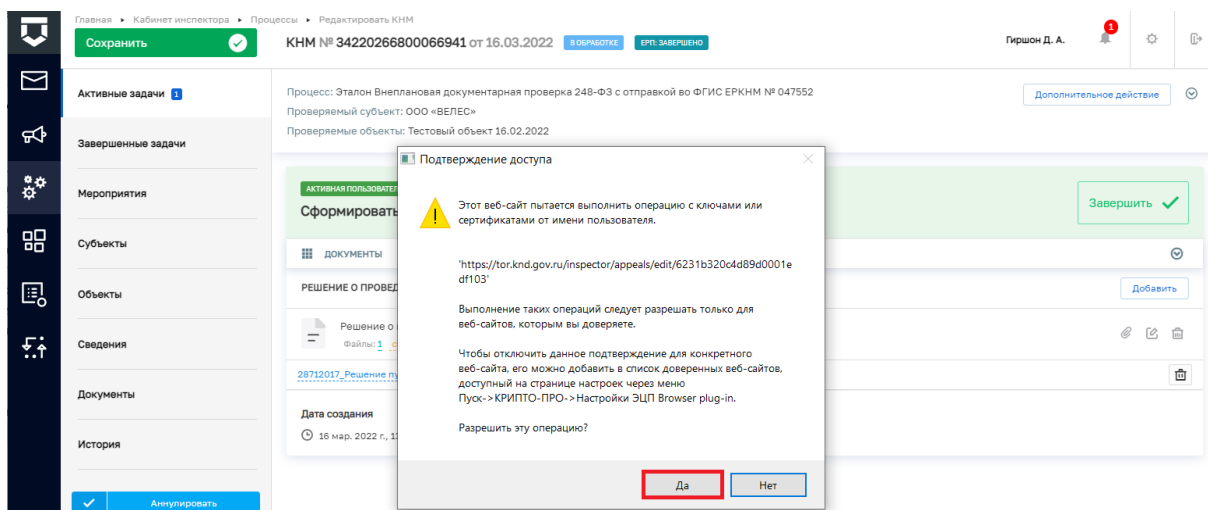 Главная ▸ Кабинет инспектора ▸ Процессы ▸ Редактировать КНМ
Сохранить
КНМ № 34220266800066941 от 16.03.2022 В ОБРАБОТКЕ ЕРП: ЗАВЕРШЕНО
Гиршон Д. А.
1
Активные задачи 1
Завершенные задачи
Мероприятия
Субъекты
Объекты
Сведения
Документы
История
Аннулировать
Процесс: Эталон Внеплановая документарная проверка 248-ФЗ с отправкой во ФГИС ЕРКНМ № 047552
Дополнительное действие
Проверяемый субъект: ООО «ВЕЛЕС»
Проверяемые объекты: Тестовый объект 16.02.2022
АКТИВНАЯ ПОЛЬЗОВАТЕЛ
Сформировать
Завершить
ДОКУМЕНТЫ
РЕШЕНИЕ О ПРОВЕД
Добавить
Решение о
Файлы: 1
28712017_Решение пу
Дата создания
16 мар. 2022 г., 1
Подтверждение доступа
Этот веб-сайт пытается выполнить операцию с ключами или
сертификатами от имени пользователя.
'https://tor.knd.gov.ru/inspector/appeals/edit/6231b320c4d89d0001e
df103'
Выполнение таких операций следует разрешать только для
веб-сайтов, которым вы доверяете.
Чтобы отключить данное подтверждение для конкретного
веб-сайта, его можно добавить в список доверенных веб-сайтов,
доступный на странице настроек через меню
Пуск->КРИПТО-ПРО->Настройки ЭЦП Browser plug-in.
Разрешить эту операцию?
Да
Нет